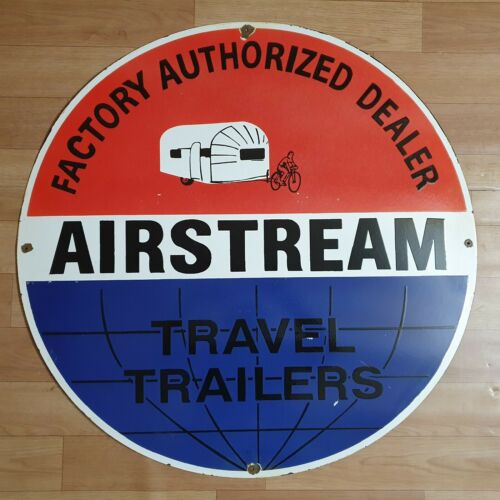 FACTORY AUTHORIZED DEALER
AIRSTREAM
TRAVEL
TRAILERS